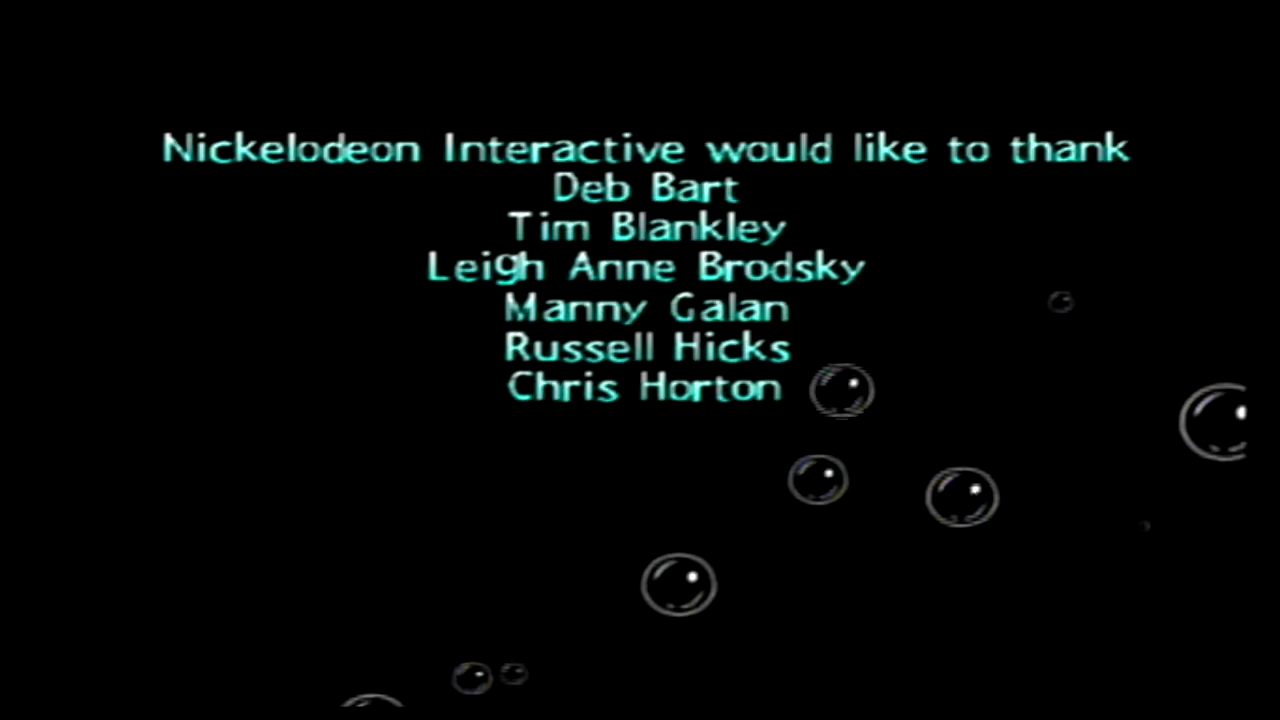 Nickelodeon Interactive would like to thank
Deb Bart
Tim Blankley
Leigh Anne Brodsky
Manny Galan
Russell Hicks
Chris Horton